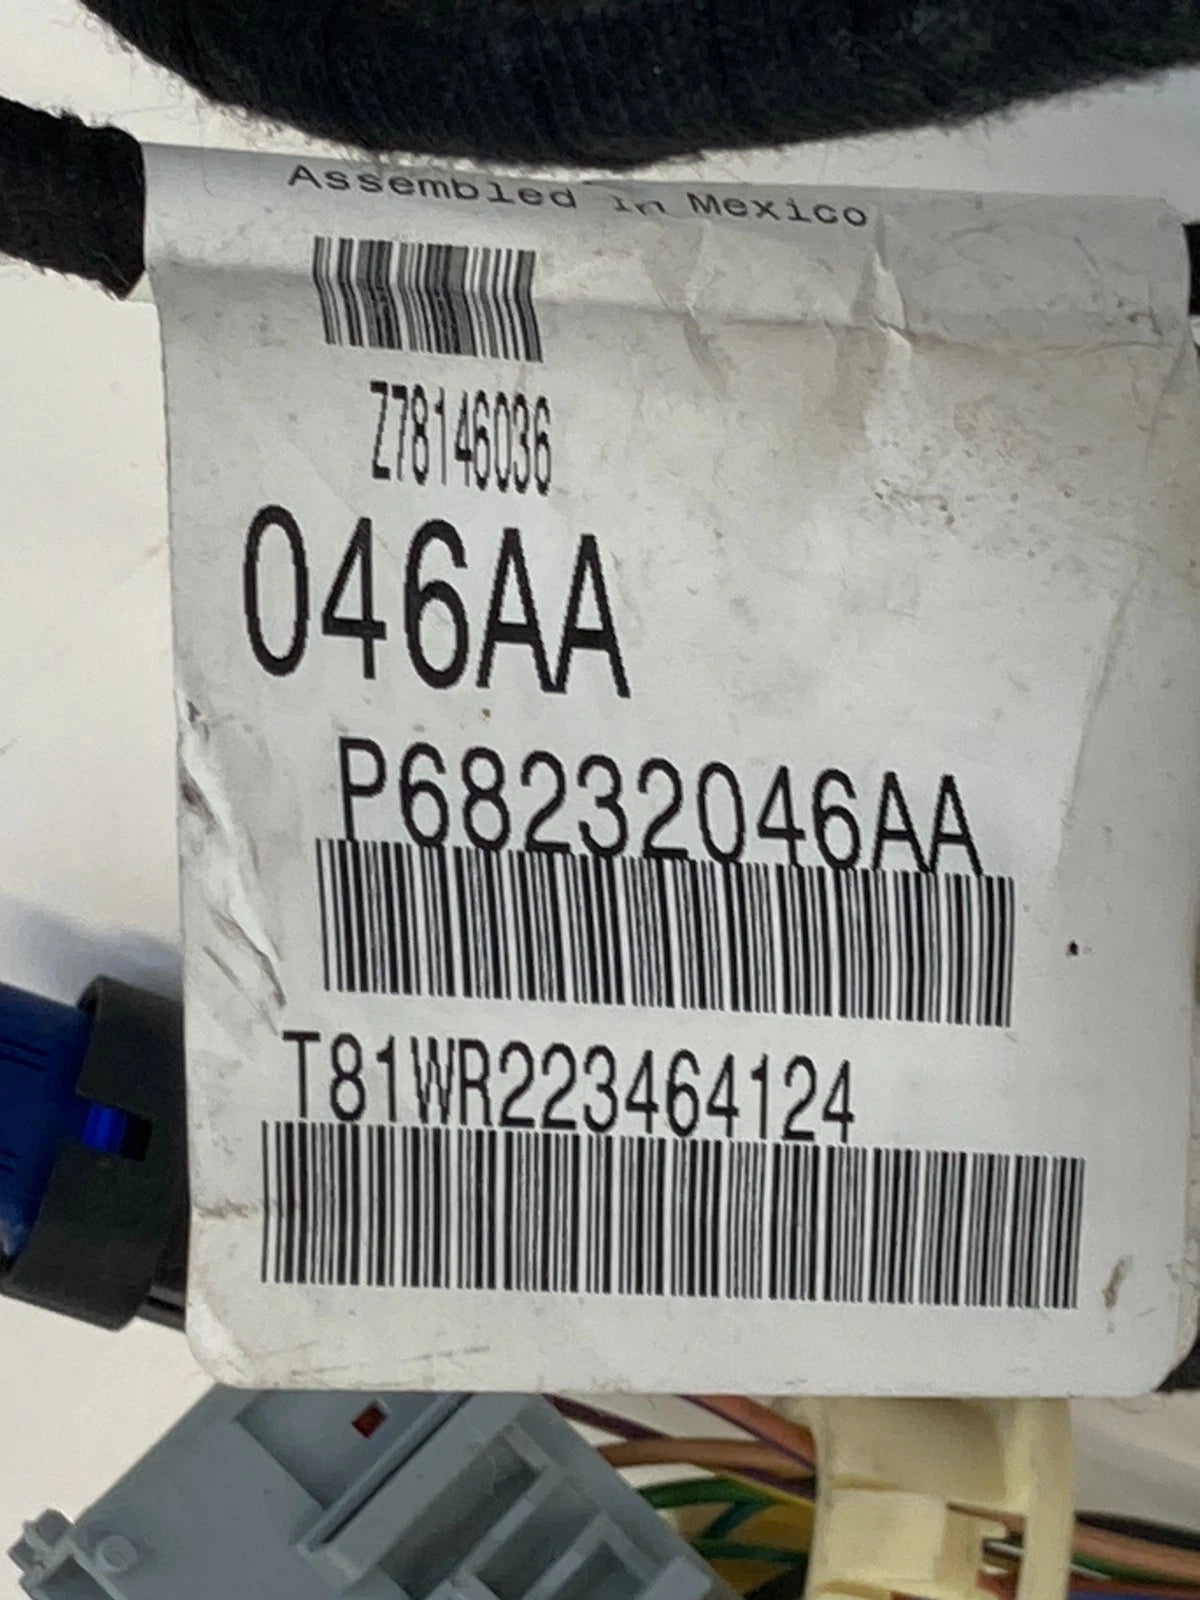 Assembled in Mexico
Z78146036
046AA
P68232046AA
T81WR223464124